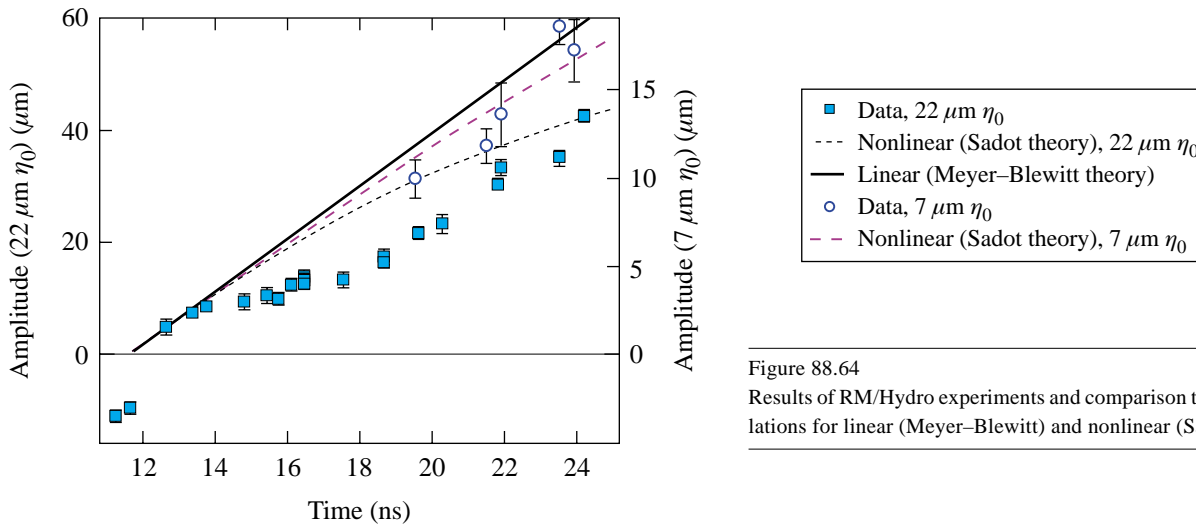 60
40
20
0
Amplitude (22 μm η0) (μm)
15
10
5
0
Amplitude (7 μm η0) (μm)
12 14 16 18 20 22 24
Time (ns)
Data, 22 μm η0
Nonlinear (Sadot theory), 22 μm η0
Linear (Meyer–Blewitt theory)
Data, 7 μm η0
Nonlinear (Sadot theory), 7 μm η0
Figure 88.64
Results of RM/Hydro experiments and comparison t
lations for linear (Meyer–Blewitt) and nonlinear (S